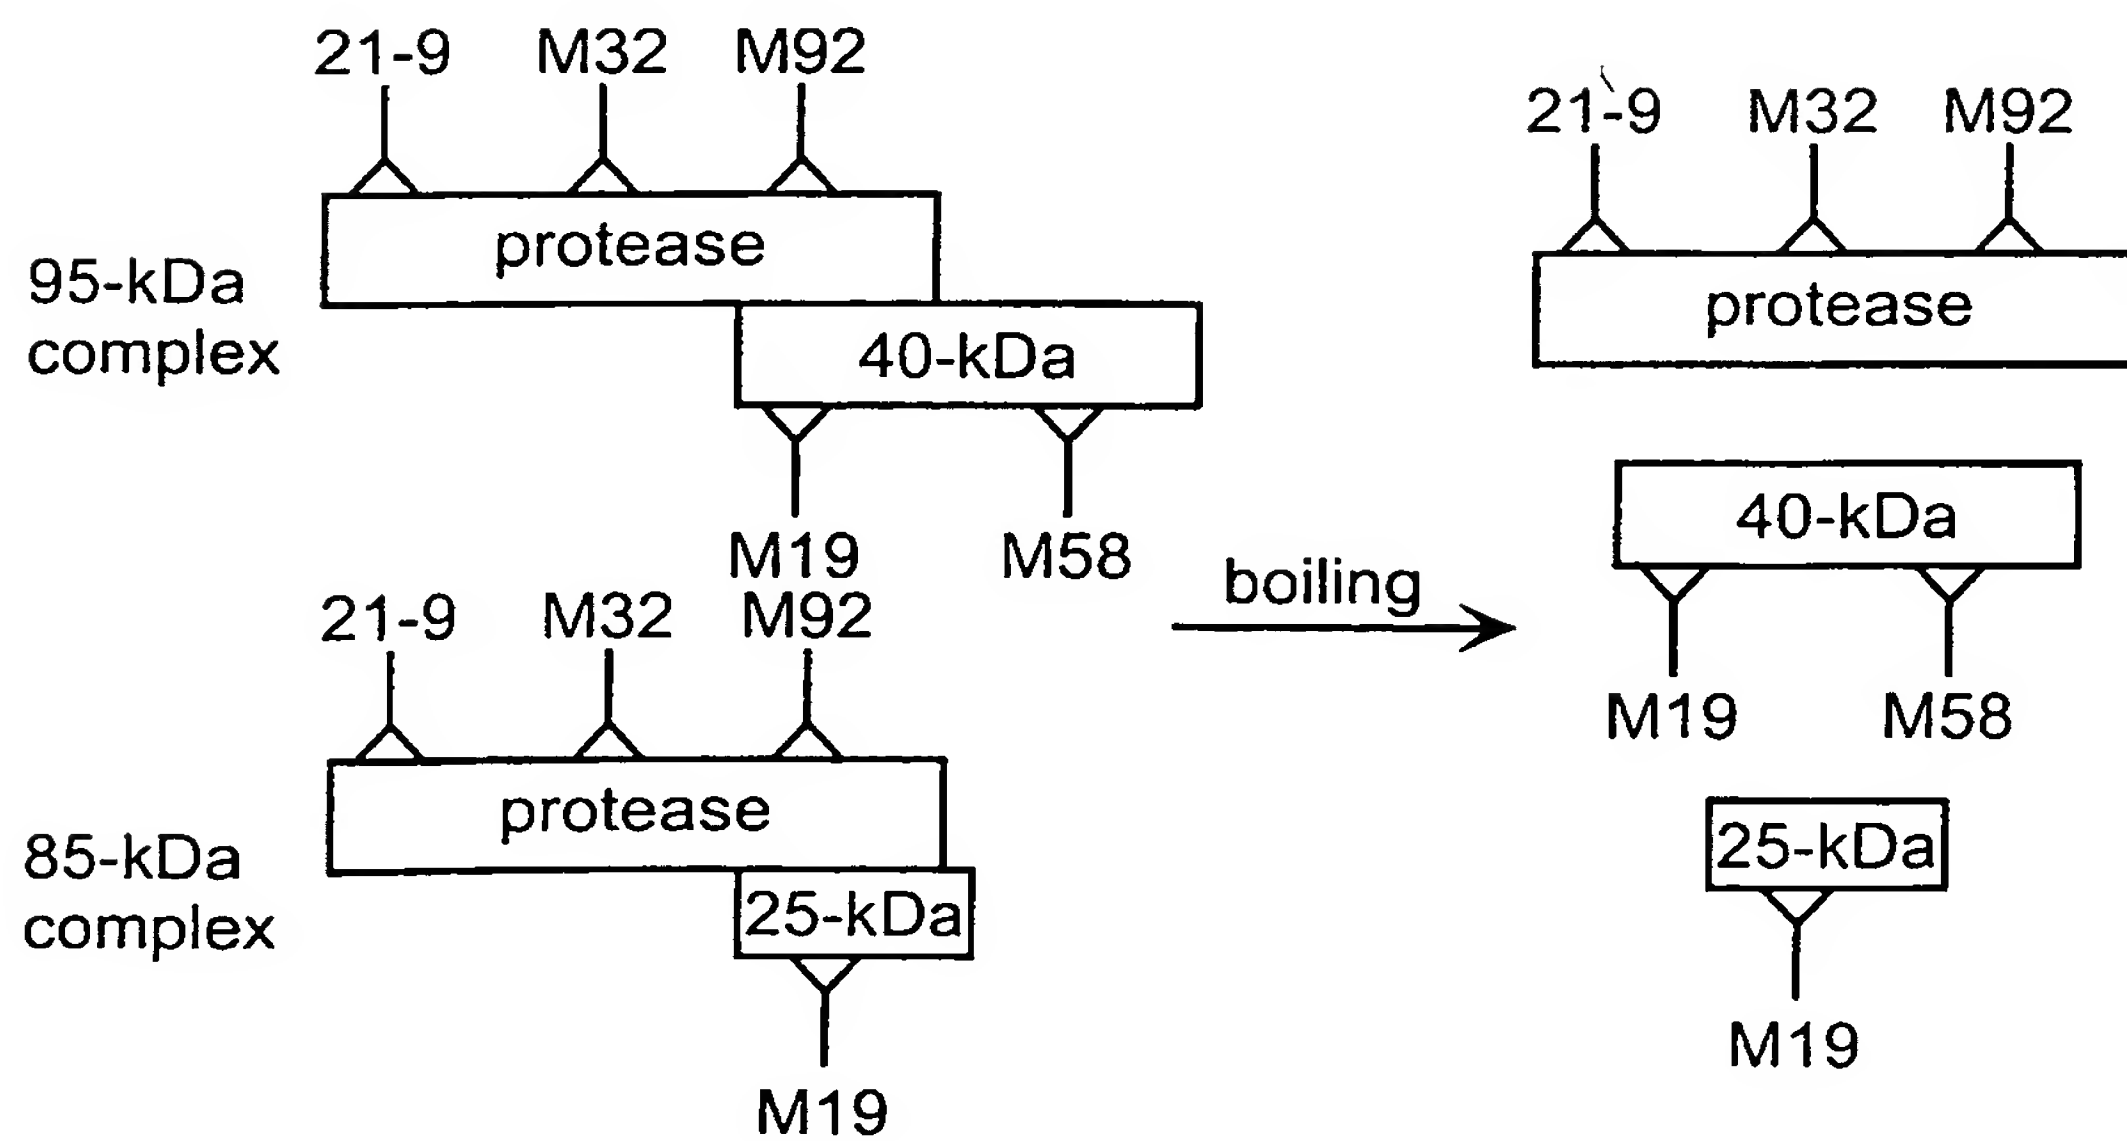 21-9 M32 M92
protease
95-kDa
complex
40-kDa
M19 M58
21-9 M32 M92
protease
85-kDa
complex
25-kDa
M19
boiling
21-9 M32 M92
protease
40-kDa
M19 M58
25-kDa
M19